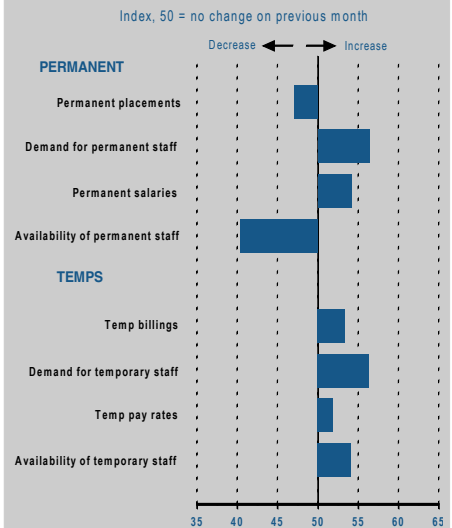 Index, 50 = no change on previous month
Decrease Increase
PERMANENT
Permanent placements
Demand for permanent staff
Permanent salaries
Availability of permanent staff
TEMPS
Temp billings
Demand for temporary staff
Temp pay rates
Availability of temporary staff
35 40 45 50 55 60 65